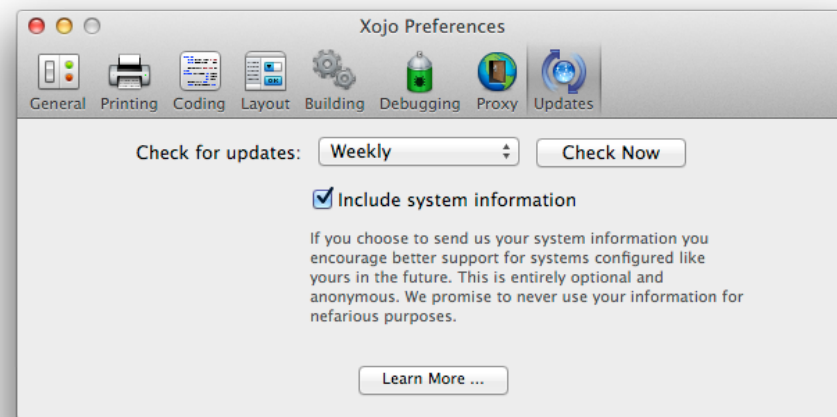 Xojo Preferences
General Printing Coding Layout Building Debugging Proxy Updates
Check for updates: Weekly Check Now
Include system information
If you choose to send us your system information you
encourage better support for systems configured like
yours in the future. This is entirely optional and
anonymous. We promise to never use your information for
nefarious purposes.
Learn More ...